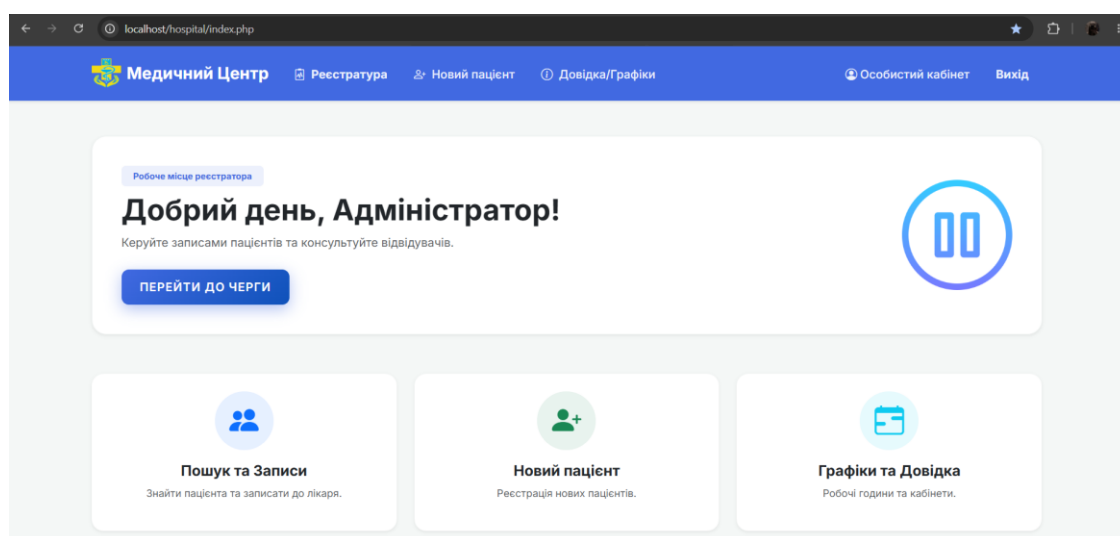 localhost/hospital/index.php
Медичний Центр Реєстратура Новий пацієнт Довідка/Графіки Особистий кабінет Вихід
Робоче місце реєстратора
Добрий день, Адміністратор!
Керуйте записами пацієнтів та консультуйте відвідувачів.
ПЕРЕЙТИ ДО ЧЕРГИ
Пошук та Записи
Знайти пацієнта та записати до лікаря.
Новий пацієнт
Реєстрація нових пацієнтів.
Графіки та Довідка
Робочі години та кабінети.